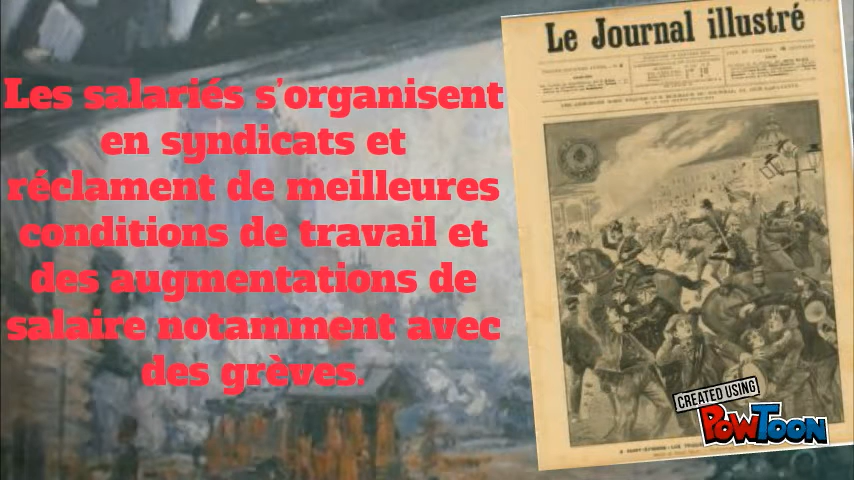 Les salariés s'organisent
en syndicats et
réclament de meilleures
conditions de travail et
des augmentations de
salaire notamment avec
des grèves.
Le Journal illustré
CREATED USING
POWTOON